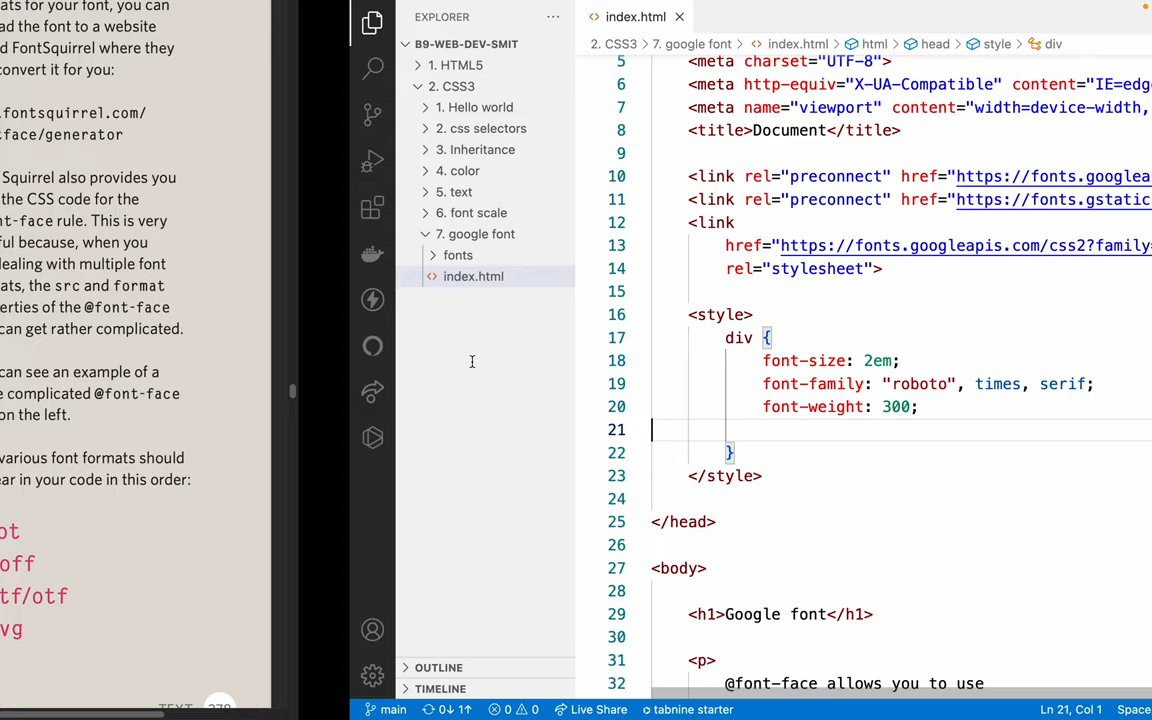 ats for your font, you can
ad the font to a website
d FontSquirrel where they
convert it for you:
.fontsquirrel.com/
tface/generator
Squirrel also provides you
the CSS code for the
nt-face rule. This is very
ful because, when you
dealing with multiple font
ats, the src and format
erties of the @font-face
can get rather complicated.
can see an example of a
e complicated @font-face
on the left.
various font formats should
ear in your code in this order:
ot
off
tf/otf
vg
TEXT 278
EXPLORER
B9-WEB-DEV-SMIT
1. HTML5
2. CSS3
1. Hello world
2. css selectors
3. Inheritance
4. color
5. text
6. font scale
7. google font
fonts
index.html
OUTLINE
TIMELINE
index.html
2. CSS3 > 7. google font > index.html > html > head > style > div
5 <meta charset="UTF-8">
6 <meta http-equiv="X-UA-Compatible" content="IE=edg
7 <meta name="viewport" content="width=device-width,
8 <title>Document</title>
9
10 <link rel="preconnect" href="https://fonts.googleap
11 <link rel="preconnect" href="https://fonts.gstatic
12 <link
13 href="https://fonts.googleapis.com/css2?family=
14 rel="stylesheet">
15
16 <style>
17 div {
18 font-size: 2em;
19 font-family: "roboto", times, serif;
20 font-weight: 300;
21
22 }
23 </style>
24
25 </head>
26
27 <body>
28
29 <h1>Google font</h1>
30
31 <p>
32 @font-face allows you to use
main 0↓ 1↑ 0 0 Live Share tabnine starter Ln 21, Col 1 Space